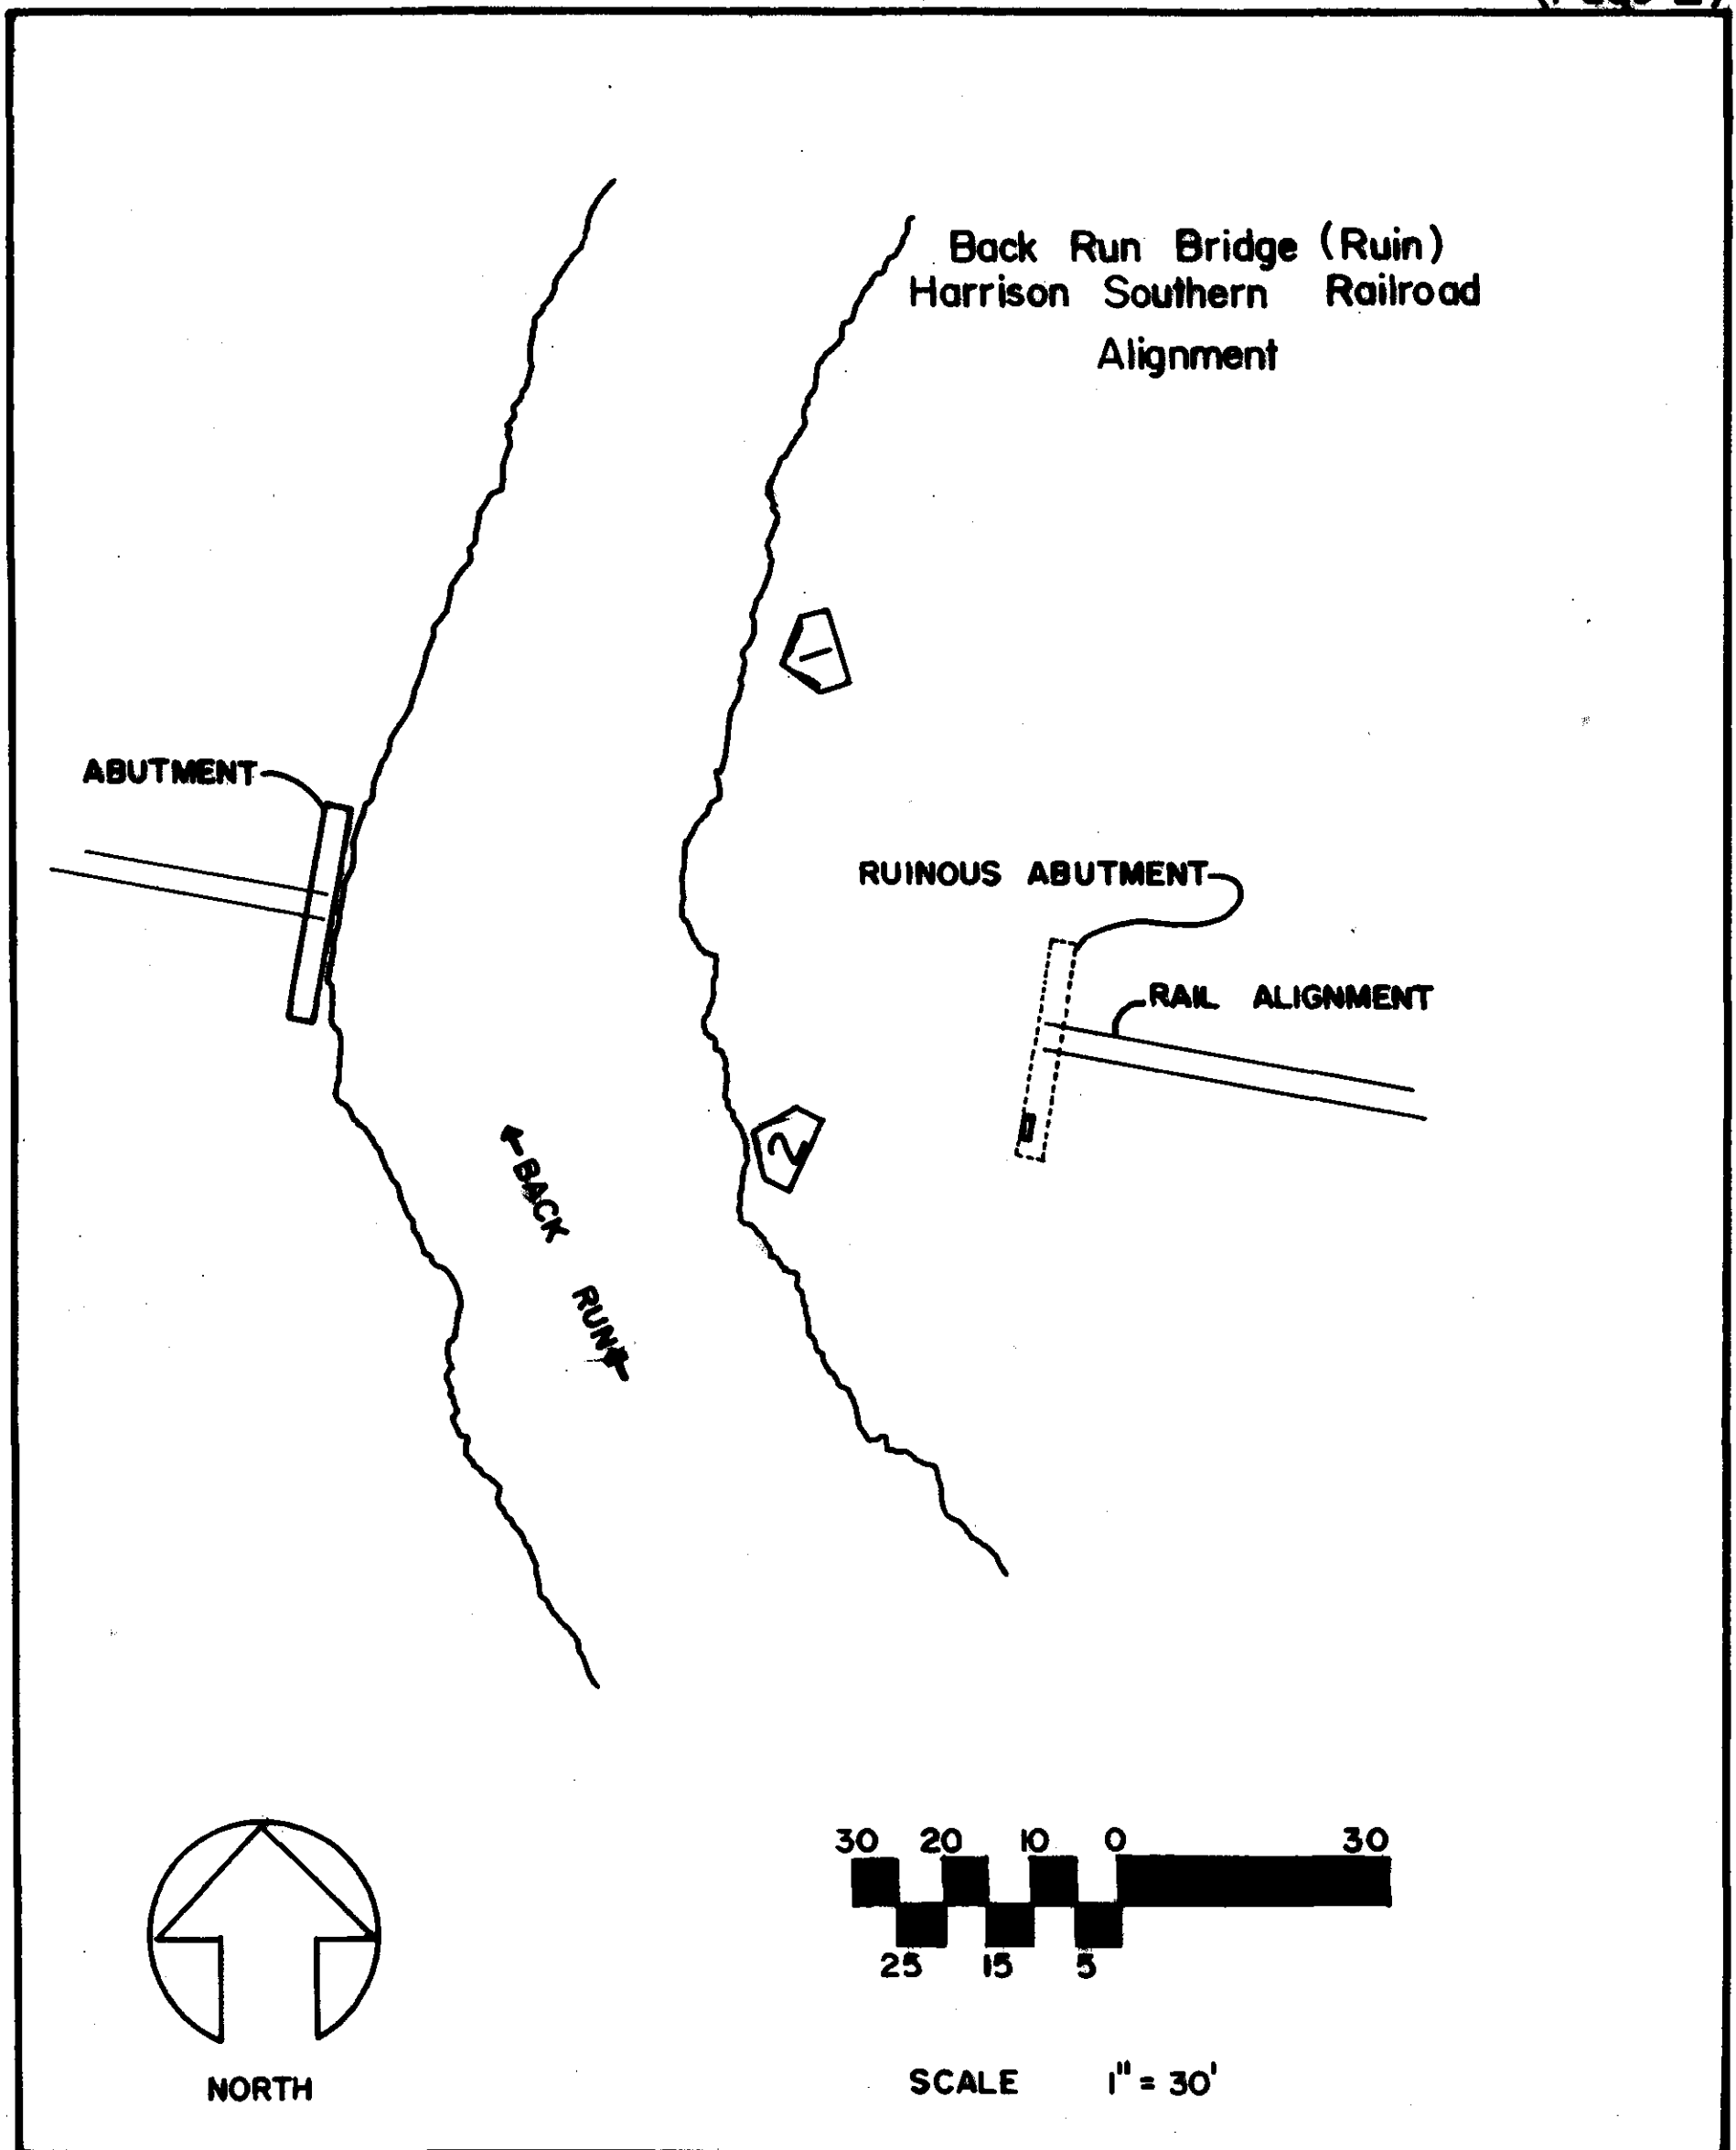 Back Run Bridge (Ruin)
Harrison Southern Railroad
Alignment
1
ABUTMENT
RUINOUS ABUTMENT
RAIL ALIGNMENT
2
BACK RUN
30 20 10 0 30
25 15 5
NORTH
SCALE 1" = 30'